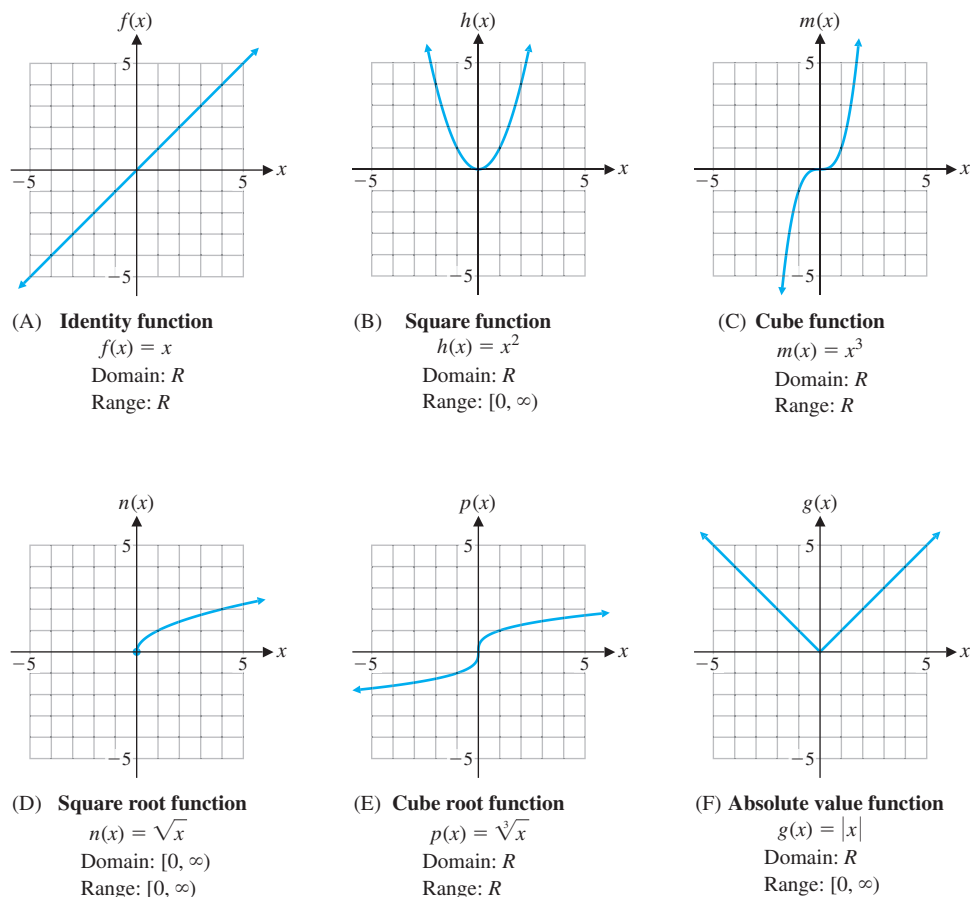 f(x)
5
−5
5
x
−5
(A) Identity function
f(x) = x
Domain: R
Range: R
h(x)
5
−5
5
x
−5
(B) Square function
h(x) = x²
Domain: R
Range: [0, ∞)
m(x)
5
−5
5
x
−5
(C) Cube function
m(x) = x³
Domain: R
Range: R
n(x)
5
−5
5
x
−5
(D) Square root function
n(x) = √x
Domain: [0, ∞)
Range: [0, ∞)
p(x)
5
−5
5
x
−5
(E) Cube root function
p(x) = ∛x
Domain: R
Range: R
g(x)
5
−5
5
x
−5
(F) Absolute value function
g(x) = |x|
Domain: R
Range: [0, ∞)